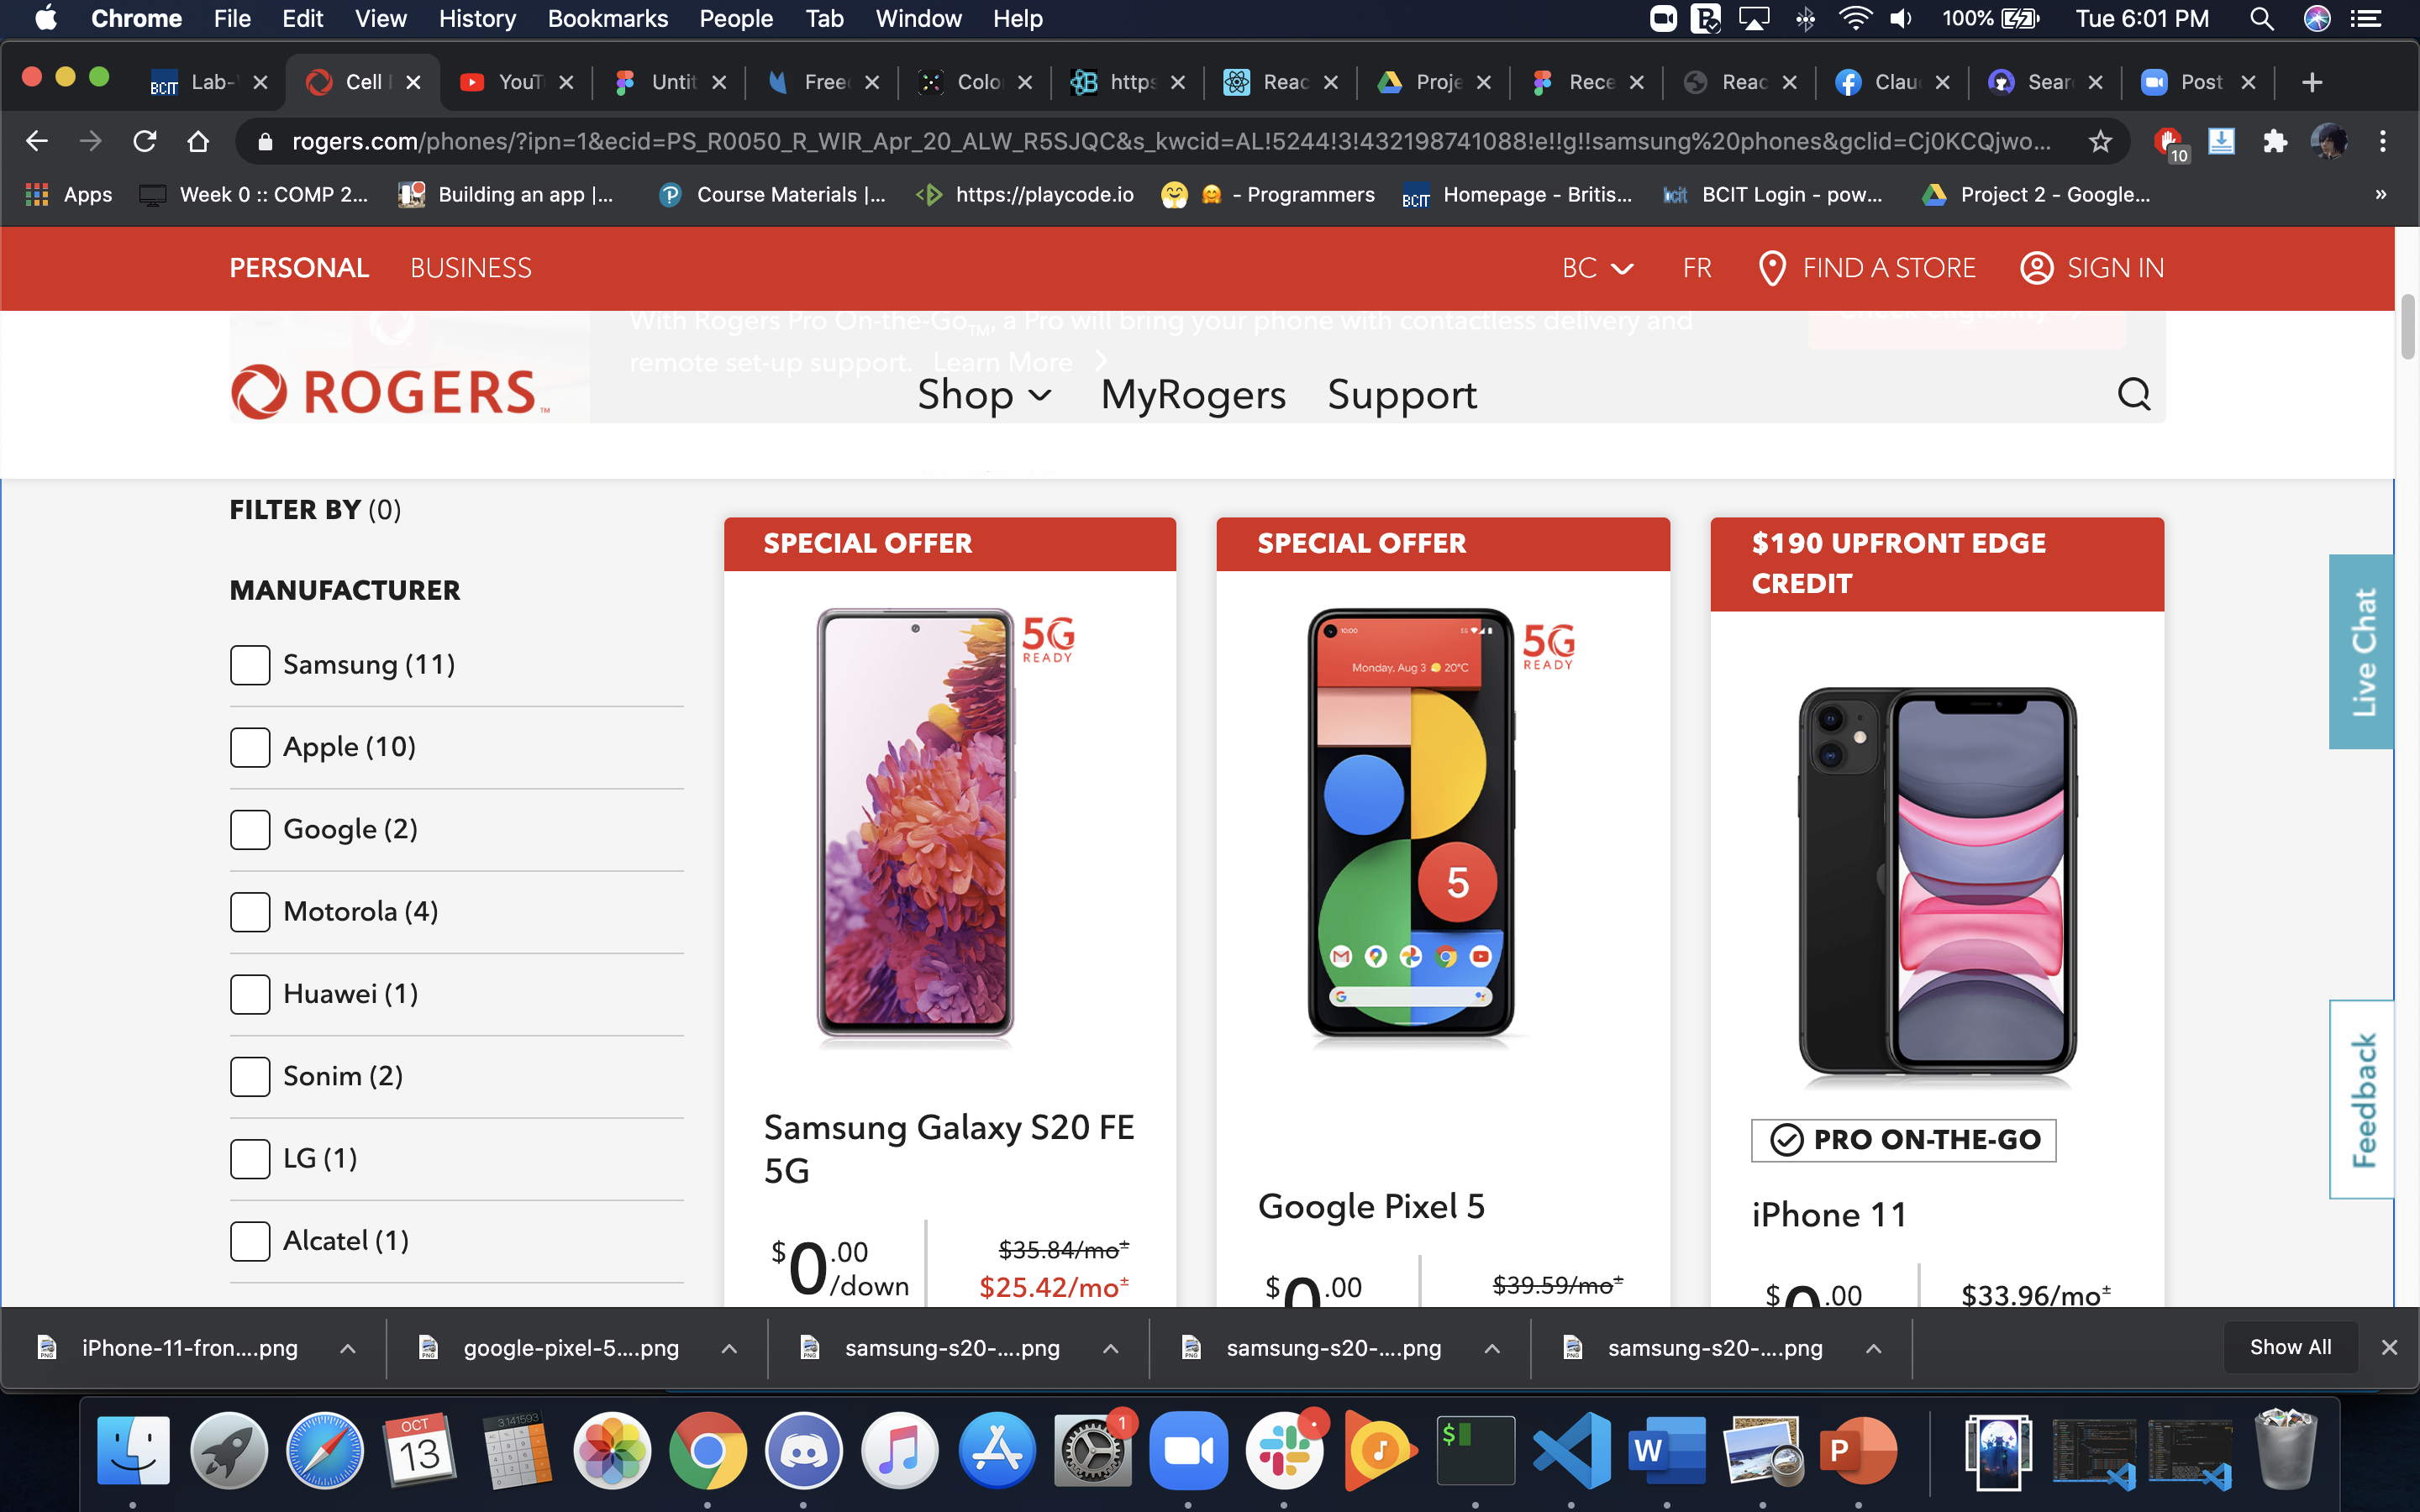 Chrome File Edit View History Bookmarks People Tab Window Help 100% Tue 6:01 PM
Lab- Cell YouT Untit Free Colo https Reac Proje Rece Reac Clau Sear Post
rogers.com/phones/?ipn=1&ecid=PS_R0050_R_WIR_Apr_20_ALW_R5SJQC&s_kwcid=AL!5244!3!432198741088!e!!g!!samsung%20phones&gclid=Cj0KCQjwo... 10
Apps Week 0 :: COMP 2... Building an app |... Course Materials |... https://playcode.io - Programmers Homepage - Britis... BCIT Login - pow... Project 2 - Google... »
PERSONAL BUSINESS BC FR FIND A STORE SIGN IN
With Rogers Pro On-the-Go™, a Pro will bring your phone with contactless delivery and
remote set-up support. Learn More
Check Eligibility
ROGERS™ Shop MyRogers Support
FILTER BY (0)
MANUFACTURER
Samsung (11)
Apple (10)
Google (2)
Motorola (4)
Huawei (1)
Sonim (2)
LG (1)
Alcatel (1)
SPECIAL OFFER
5G
READY
Samsung Galaxy S20 FE
5G
$0.00
/down
$35.84/mo±
$25.42/mo±
SPECIAL OFFER
10:00
Monday, Aug 3 20°C
5
5G
READY
Google Pixel 5
$0.00
$39.59/mo±
$190 UPFRONT EDGE
CREDIT
PRO ON-THE-GO
iPhone 11
$0.00
$33.96/mo±
Live Chat
Feedback
iPhone-11-fron....png google-pixel-5....png samsung-s20-....png samsung-s20-....png samsung-s20-....png Show All
OCT
13
3.141593
1
$
W
P